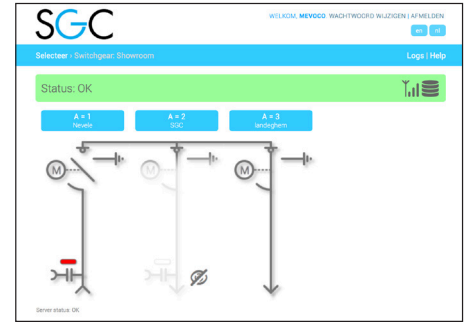 SGC
WELKOM, MEVOCO. WACHTWOORD WIJZIGEN | AFMELDEN
en nl
Selecteer › Switchgear: Showroom
Logs | Help
Status: OK
A = 1
Nevele
A = 2
SGC
A = 3
landeghem
M M M
Server status: OK